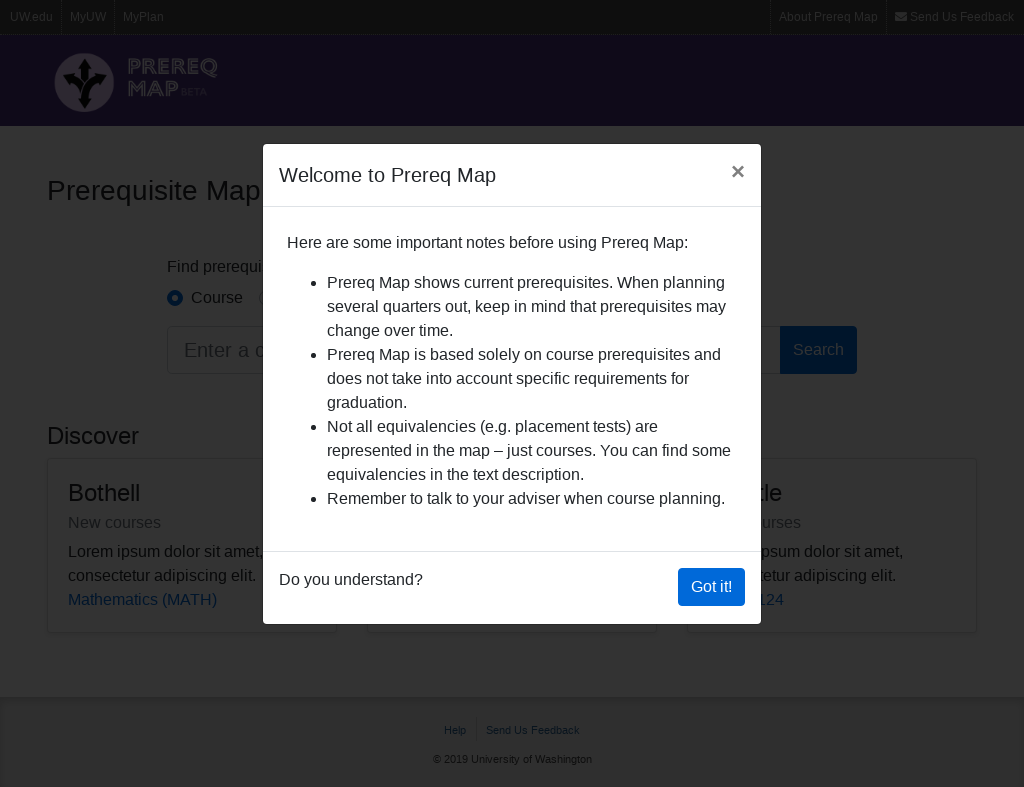 UW.edu MyUW MyPlan About Prereq Map Send Us Feedback
PREREQ
MAP BETA
Welcome to Prereq Map ×
Prerequisite Map
Here are some important notes before using Prereq Map:
Find prerequi
• Prereq Map shows current prerequisites. When planning
several quarters out, keep in mind that prerequisites may
change over time.
Course
Enter a c
Search
• Prereq Map is based solely on course prerequisites and
does not take into account specific requirements for
graduation.
• Not all equivalencies (e.g. placement tests) are
represented in the map – just courses. You can find some
equivalencies in the text description.
• Remember to talk to your adviser when course planning.
Do you understand? Got it!
Discover
Bothell
New courses
Lorem ipsum dolor sit amet,
consectetur adipiscing elit.
Mathematics (MATH)
tle
urses
psum dolor sit amet,
tetur adipiscing elit.
124
Help Send Us Feedback
© 2019 University of Washington